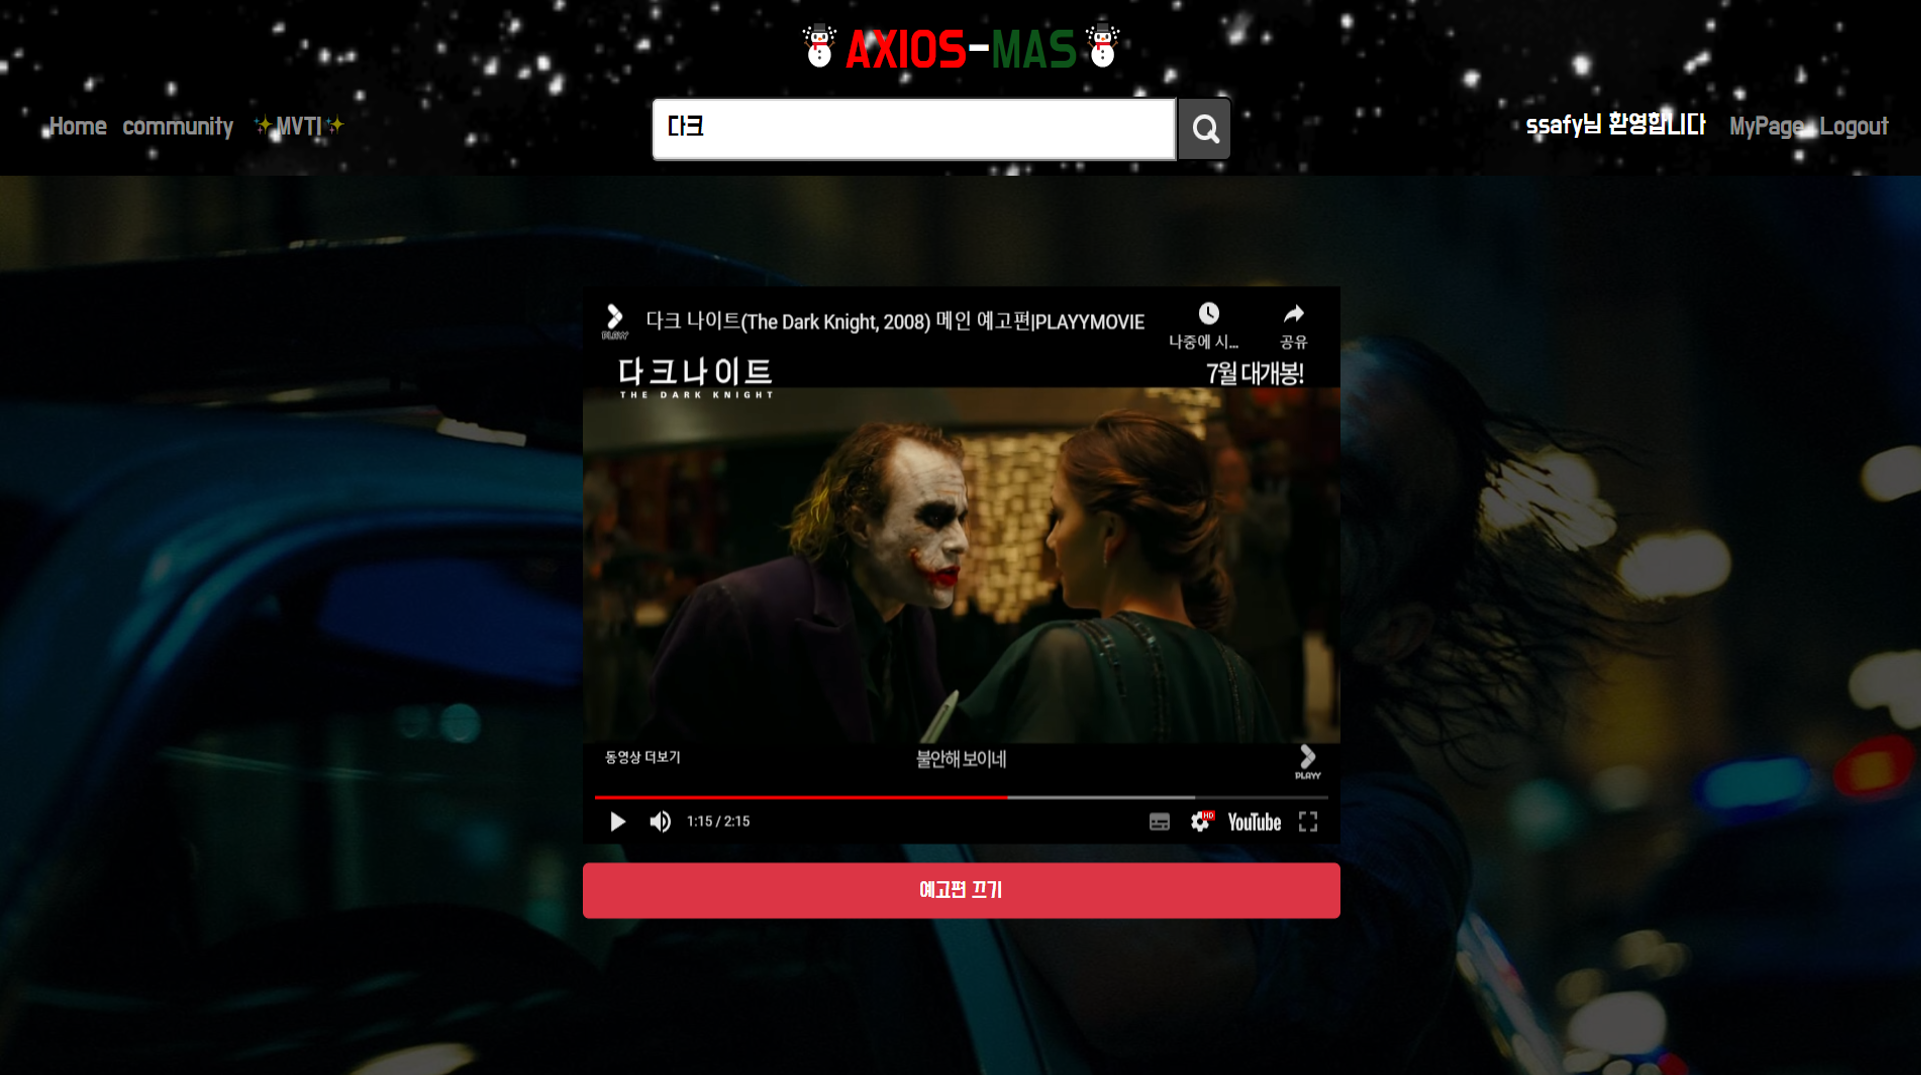 AXIOS-MAS
Home community MVTI
다크
ssafy님 환영합니다 MyPage Logout
PLAYY
다크 나이트(The Dark Knight, 2008) 메인 예고편|PLAYYMOVIE
나중에 시...
공유
다크나이트
THE DARK KNIGHT
7월 대개봉!
동영상 더보기
불안해 보이네
PLAYY
1:15 / 2:15
HD
YouTube
예고편 끄기